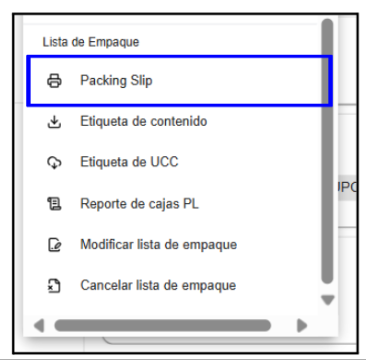 Lista de Empaque
Packing Slip
Etiqueta de contenido
Etiqueta de UCC
UPC
Reporte de cajas PL
Modificar lista de empaque
Cancelar lista de empaque